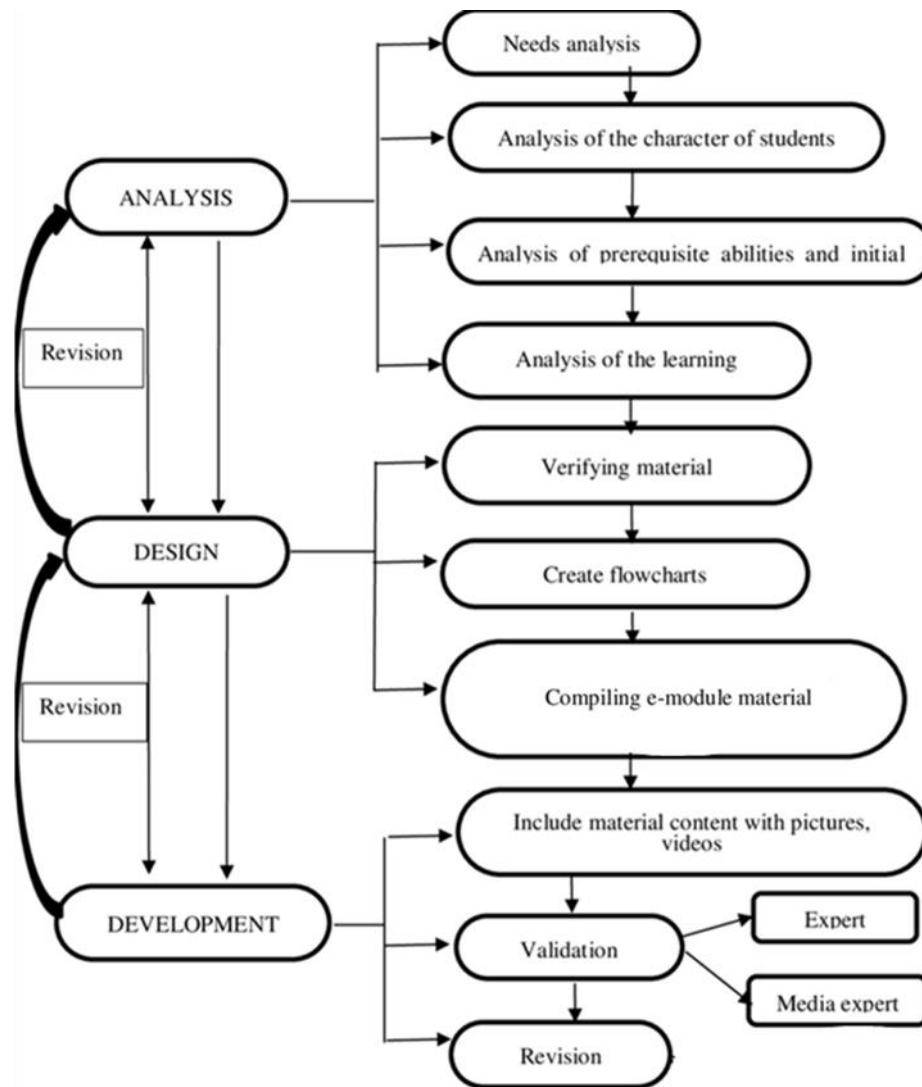 Needs analysis
Analysis of the character of students
ANALYSIS
Analysis of prerequisite abilities and initial
Revision
Analysis of the learning
Verifying material
DESIGN
Create flowcharts
Revision
Compiling e-module material
Include material content with pictures,
videos
DEVELOPMENT
Expert
Validation
Media expert
Revision